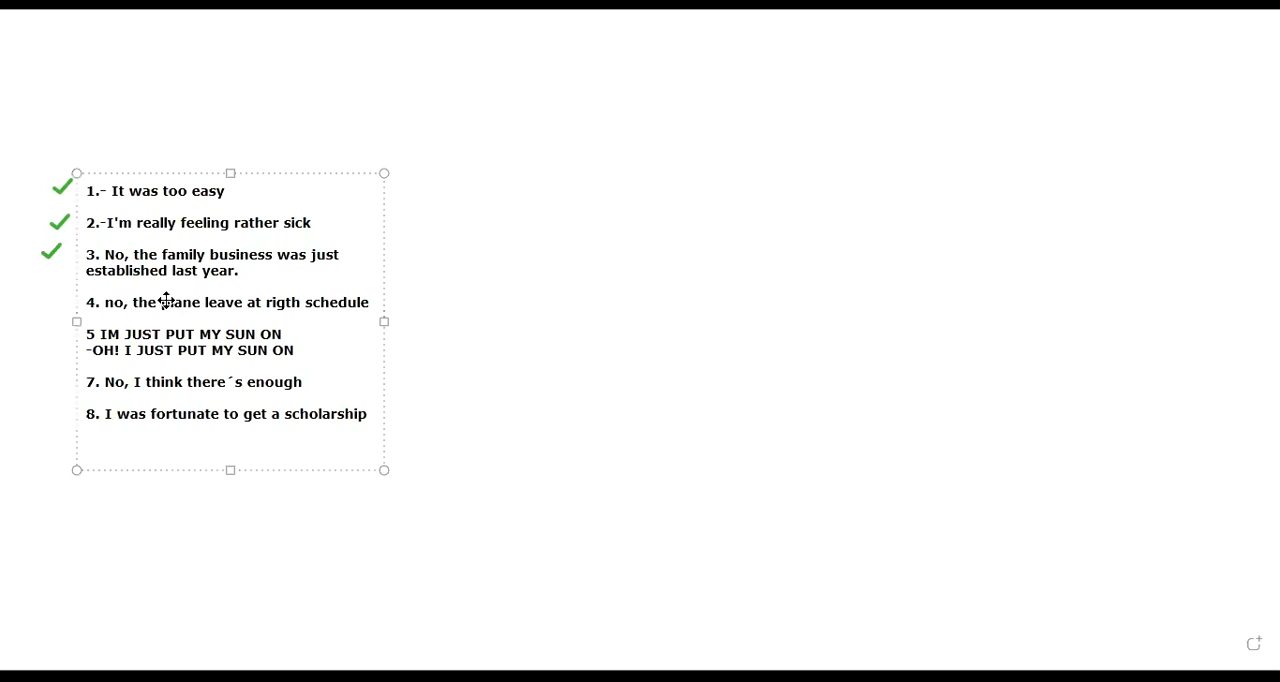 1.- It was too easy
2.-I'm really feeling rather sick
3. No, the family business was just
established last year.
4. no, the leave at rigth schedule
5 IM JUST PUT MY SUN ON
-OH! I JUST PUT MY SUN ON
7. No, I think there´s enough
8. I was fortunate to get a scholarship